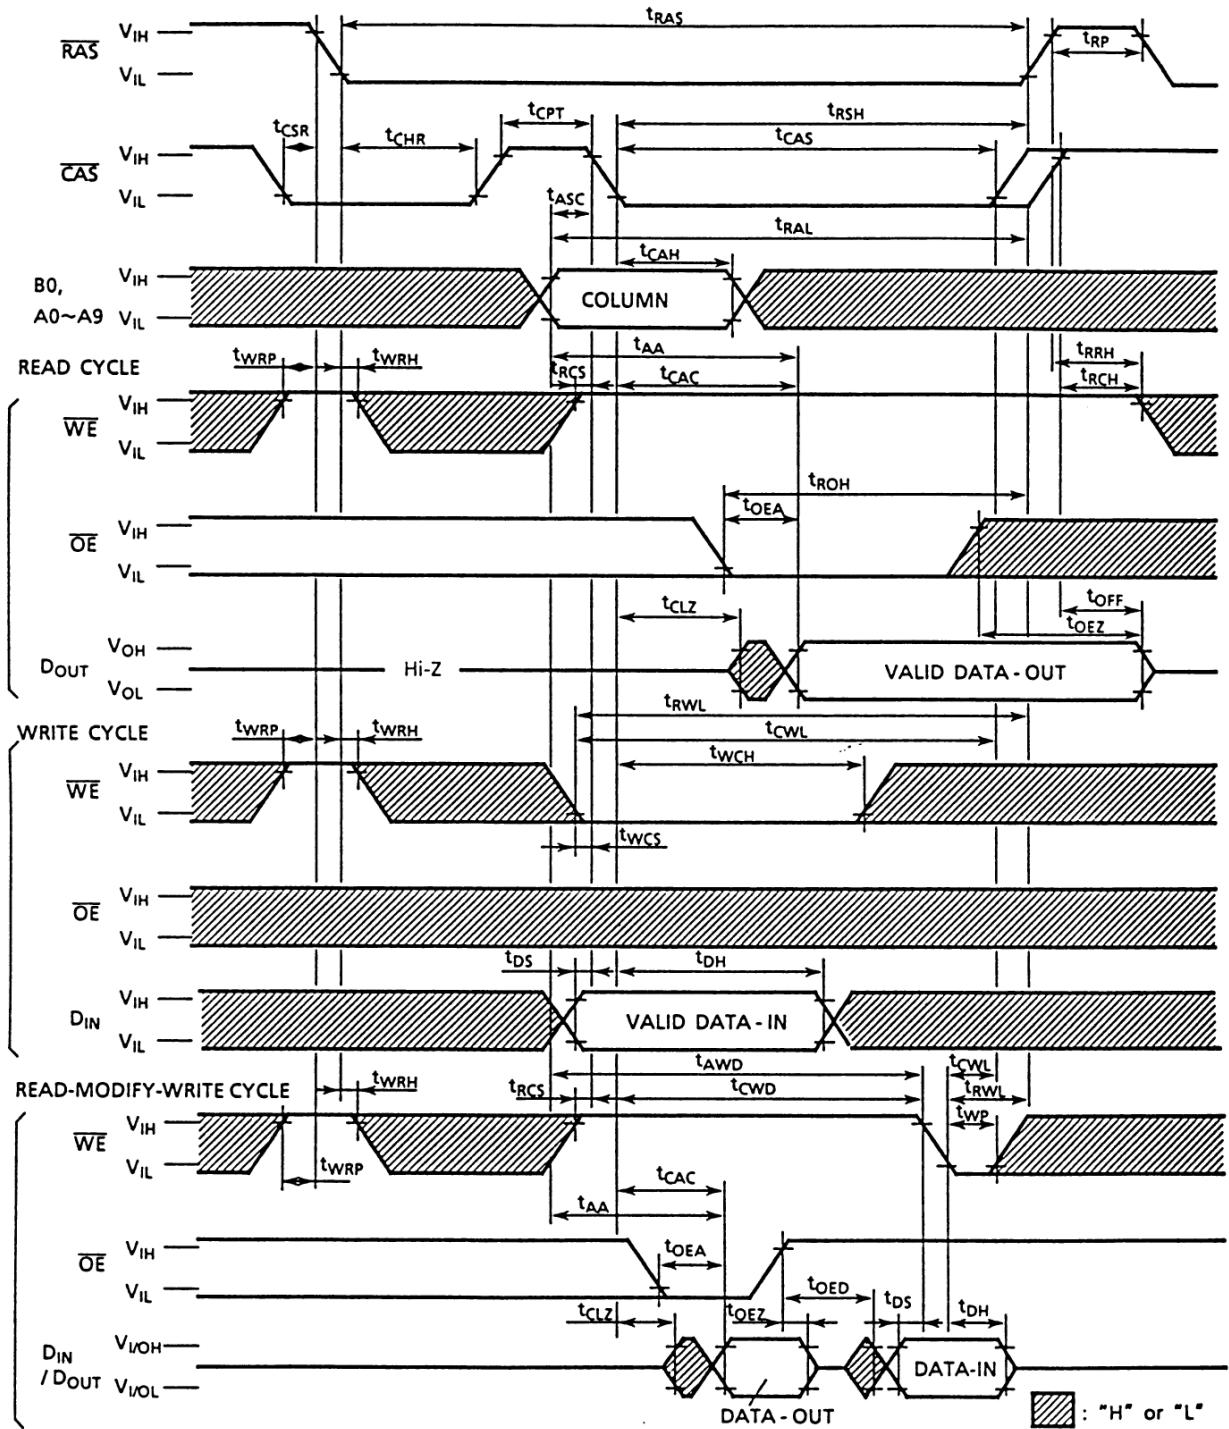 tRAS
RAS VIH
VIL
tRP
tCSR tCHR tCPT tRSH
tCAS
CAS VIH
VIL
tASC
tRAL
tCAH
B0,
A0~A9 VIH
VIL
COLUMN
READ CYCLE
tWRP tWRH tAA
tRCS tCAC
tRRH
tRCH
WE VIH
VIL
tROH
tOEA
OE VIH
VIL
tCLZ
tOFF
tOEZ
DOUT VOH
VOL
Hi-Z VALID DATA-OUT
WRITE CYCLE
tRWL
tWRP tWRH tCWL
tWCH
WE VIH
VIL
tWCS
OE VIH
VIL
tDS tDH
DIN VIH
VIL
VALID DATA-IN
READ-MODIFY-WRITE CYCLE
tWRH tAWD
tRCS tCWD
tCWL
tRWL
tWP
WE VIH
VIL
tWRP
tCAC
tAA
OE VIH
VIL
tOEA
tCLZ tOEZ tOED tDS tDH
DIN
/DOUT VI/OH
VI/OL
DATA-IN
DATA-OUT
: "H" or "L"